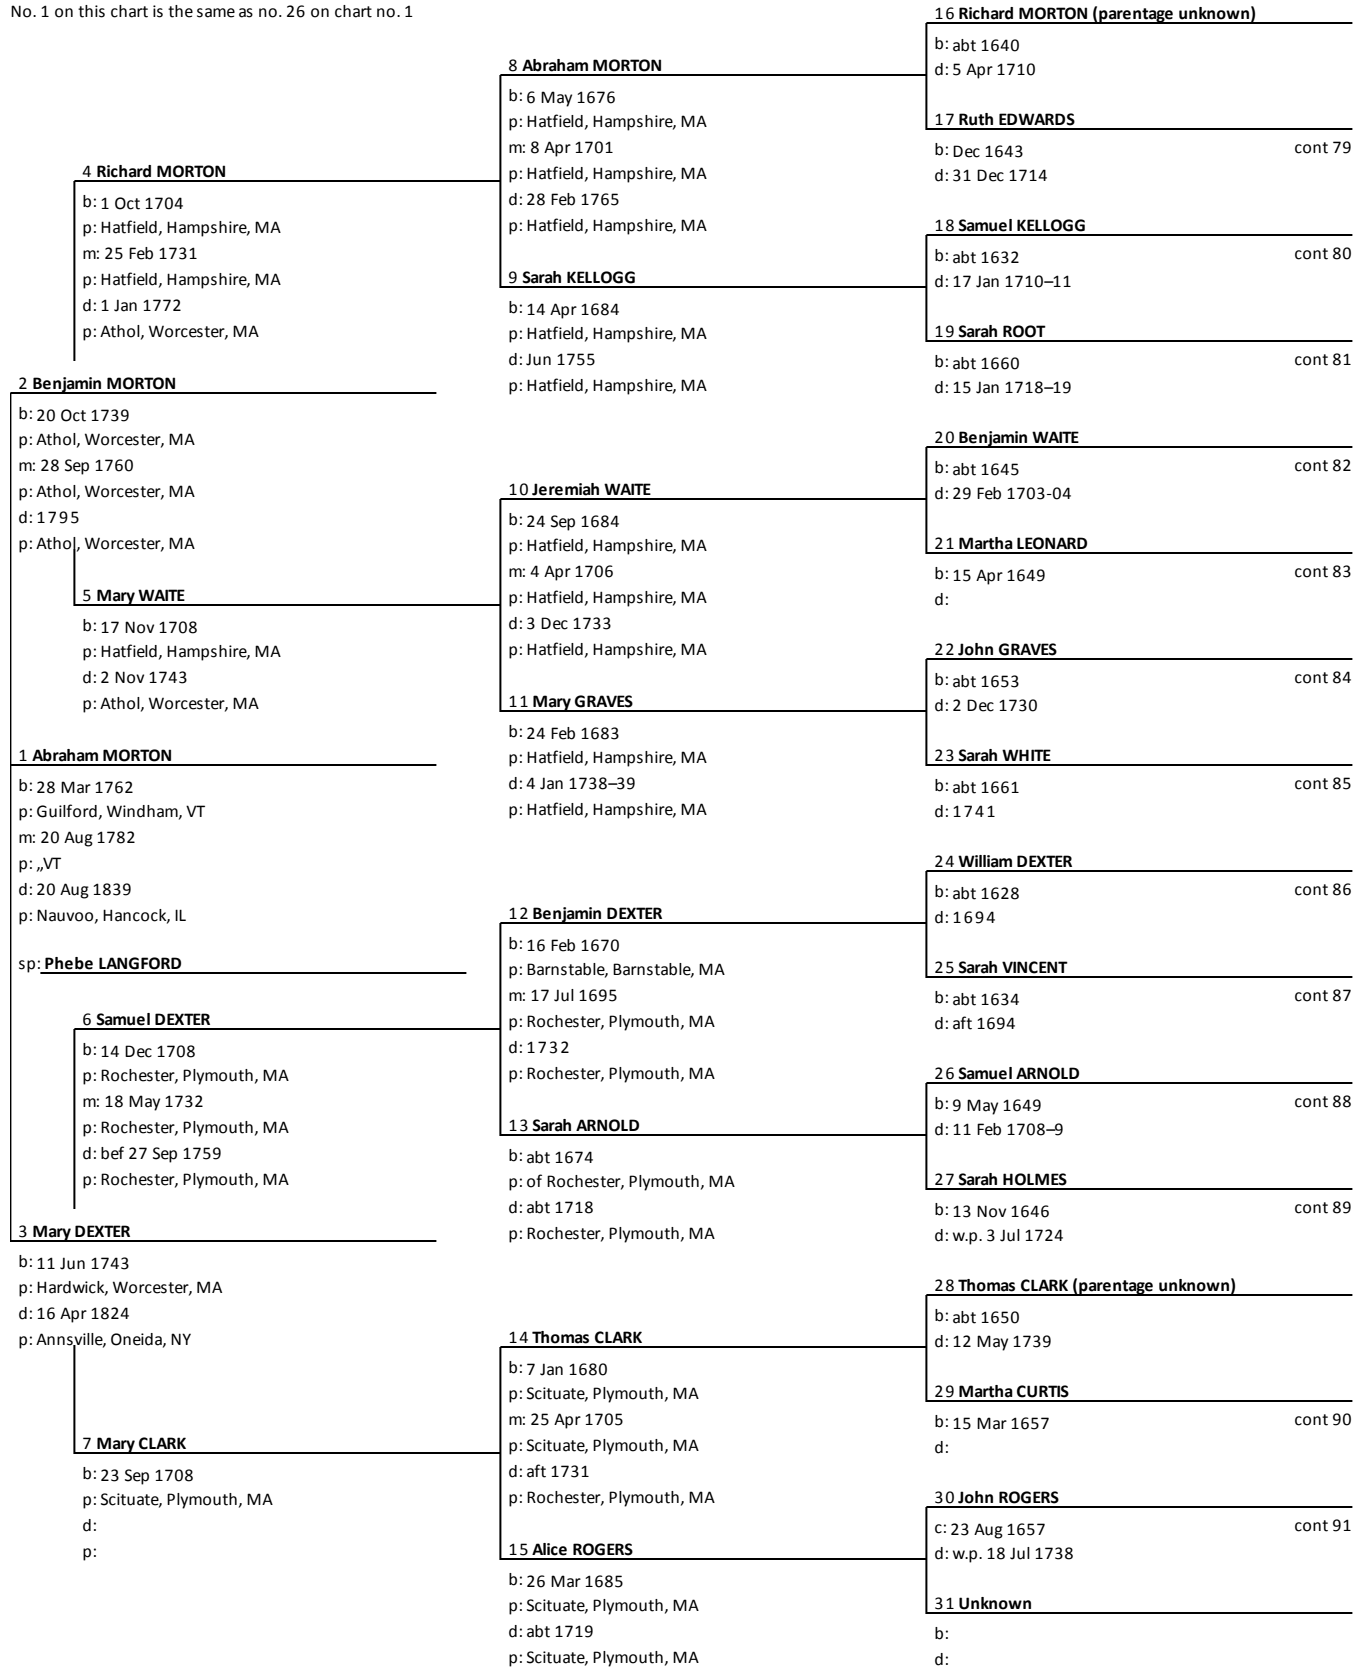 No. 1 on this chart is the same as no. 26 on chart no. 1
16 Richard MORTON (parentage unknown)
b: abt 1640
d: 5 Apr 1710
8 Abraham MORTON
b: 6 May 1676
p: Hatfield, Hampshire, MA
m: 8 Apr 1701
p: Hatfield, Hampshire, MA
d: 28 Feb 1765
p: Hatfield, Hampshire, MA
17 Ruth EDWARDS
b: Dec 1643 cont 79
d: 31 Dec 1714
4 Richard MORTON
b: 1 Oct 1704
p: Hatfield, Hampshire, MA
m: 25 Feb 1731
p: Hatfield, Hampshire, MA
d: 1 Jan 1772
p: Athol, Worcester, MA
18 Samuel KELLOGG
b: abt 1632 cont 80
d: 17 Jan 1710–11
9 Sarah KELLOGG
b: 14 Apr 1684
p: Hatfield, Hampshire, MA
d: Jun 1755
p: Hatfield, Hampshire, MA
19 Sarah ROOT
b: abt 1660 cont 81
d: 15 Jan 1718–19
2 Benjamin MORTON
b: 20 Oct 1739
p: Athol, Worcester, MA
m: 28 Sep 1760
p: Athol, Worcester, MA
d: 1795
p: Athol, Worcester, MA
20 Benjamin WAITE
b: abt 1645 cont 82
d: 29 Feb 1703-04
10 Jeremiah WAITE
b: 24 Sep 1684
p: Hatfield, Hampshire, MA
m: 4 Apr 1706
p: Hatfield, Hampshire, MA
d: 3 Dec 1733
p: Hatfield, Hampshire, MA
21 Martha LEONARD
b: 15 Apr 1649 cont 83
d:
5 Mary WAITE
b: 17 Nov 1708
p: Hatfield, Hampshire, MA
d: 2 Nov 1743
p: Athol, Worcester, MA
22 John GRAVES
b: abt 1653 cont 84
d: 2 Dec 1730
11 Mary GRAVES
b: 24 Feb 1683
p: Hatfield, Hampshire, MA
d: 4 Jan 1738–39
p: Hatfield, Hampshire, MA
23 Sarah WHITE
b: abt 1661 cont 85
d: 1741
1 Abraham MORTON
b: 28 Mar 1762
p: Guilford, Windham, VT
m: 20 Aug 1782
p: „VT
d: 20 Aug 1839
p: Nauvoo, Hancock, IL
sp: Phebe LANGFORD
24 William DEXTER
b: abt 1628 cont 86
d: 1694
12 Benjamin DEXTER
b: 16 Feb 1670
p: Barnstable, Barnstable, MA
m: 17 Jul 1695
p: Rochester, Plymouth, MA
d: 1732
p: Rochester, Plymouth, MA
25 Sarah VINCENT
b: abt 1634 cont 87
d: aft 1694
6 Samuel DEXTER
b: 14 Dec 1708
p: Rochester, Plymouth, MA
m: 18 May 1732
p: Rochester, Plymouth, MA
d: bef 27 Sep 1759
p: Rochester, Plymouth, MA
26 Samuel ARNOLD
b: 9 May 1649 cont 88
d: 11 Feb 1708–9
13 Sarah ARNOLD
b: abt 1674
p: of Rochester, Plymouth, MA
d: abt 1718
p: Rochester, Plymouth, MA
27 Sarah HOLMES
b: 13 Nov 1646 cont 89
d: w.p. 3 Jul 1724
3 Mary DEXTER
b: 11 Jun 1743
p: Hardwick, Worcester, MA
d: 16 Apr 1824
p: Annsville, Oneida, NY
28 Thomas CLARK (parentage unknown)
b: abt 1650
d: 12 May 1739
14 Thomas CLARK
b: 7 Jan 1680
p: Scituate, Plymouth, MA
m: 25 Apr 1705
p: Scituate, Plymouth, MA
d: aft 1731
p: Rochester, Plymouth, MA
29 Martha CURTIS
b: 15 Mar 1657 cont 90
d:
7 Mary CLARK
b: 23 Sep 1708
p: Scituate, Plymouth, MA
d:
p:
30 John ROGERS
c: 23 Aug 1657 cont 91
d: w.p. 18 Jul 1738
15 Alice ROGERS
b: 26 Mar 1685
p: Scituate, Plymouth, MA
d: abt 1719
p: Scituate, Plymouth, MA
31 Unknown
b:
d: